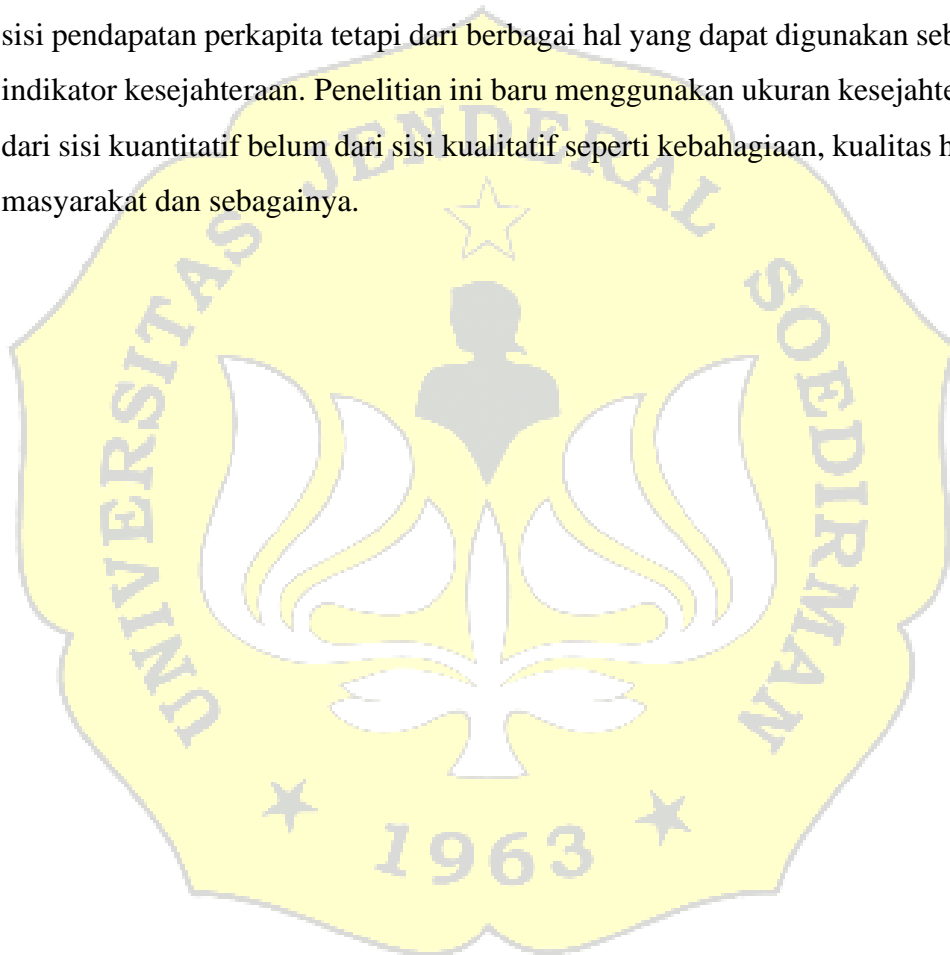 sisi pendapatan perkapita tetapi dari berbagai hal yang dapat digunakan seb
indikator kesejahteraan. Penelitian ini baru menggunakan ukuran kesejahte
dari sisi kuantitatif belum dari sisi kualitatif seperti kebahagiaan, kualitas h
masyarakat dan sebagainya.
UNIVERSITAS JENDERAL SOEDIRMAN
1963